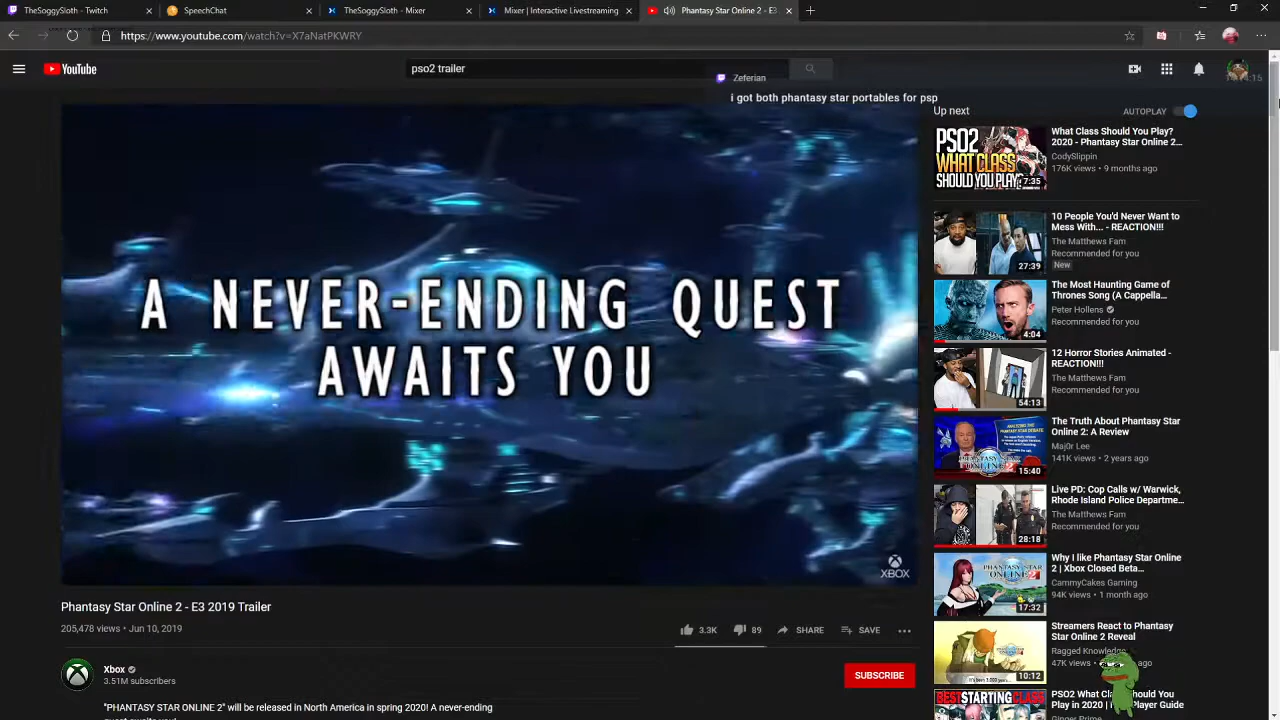 TheSoggySloth - Twitch
SpeechChat
TheSoggySloth - Mixer
Mixer | Interactive Livestreaming
Phantasy Star Online 2 - E3
https://www.youtube.com/watch?v=X7aNatPKWRY
YouTube
pso2 trailer
Zeferian
i got both phantasy star portables for psp
A NEVER-ENDING QUEST
AWAITS YOU
XBOX
Phantasy Star Online 2 - E3 2019 Trailer
205,478 views • Jun 10, 2019
3.3K
89
SHARE
SAVE
Xbox
3.51M subscribers
SUBSCRIBE
"PHANTASY STAR ONLINE 2" will be released in North America in spring 2020! A never-ending
quest awaits you!
Up next
AUTOPLAY
PSO2
WHAT CLASS
SHOULD YOU PLAY?
7:35
What Class Should You Play?
2020 - Phantasy Star Online 2...
CodySlippin
176K views • 9 months ago
27:39
10 People You'd Never Want to
Mess With... - REACTION!!!
The Matthews Fam
Recommended for you
New
4:04
The Most Haunting Game of
Thrones Song (A Cappella...
Peter Hollens
Recommended for you
54:13
12 Horror Stories Animated -
REACTION!!!
The Matthews Fam
Recommended for you
15:40
The Truth About Phantasy Star
Online 2: A Review
Maj0r Lee
141K views • 2 years ago
28:18
Live PD: Cop Calls w/ Warwick,
Rhode Island Police Departme...
The Matthews Fam
Recommended for you
PHANTASY STAR
ONLINE 2
17:32
Why I like Phantasy Star Online
2 | Xbox Closed Beta...
CammyCakes Gaming
94K views • 1 month ago
10:12
Streamers React to Phantasy
Star Online 2 Reveal
Ragged Knowledge
47K views ago
BEST STARTING CLASS
PSO2 What Class Should You
Play in 2020 | Player Guide